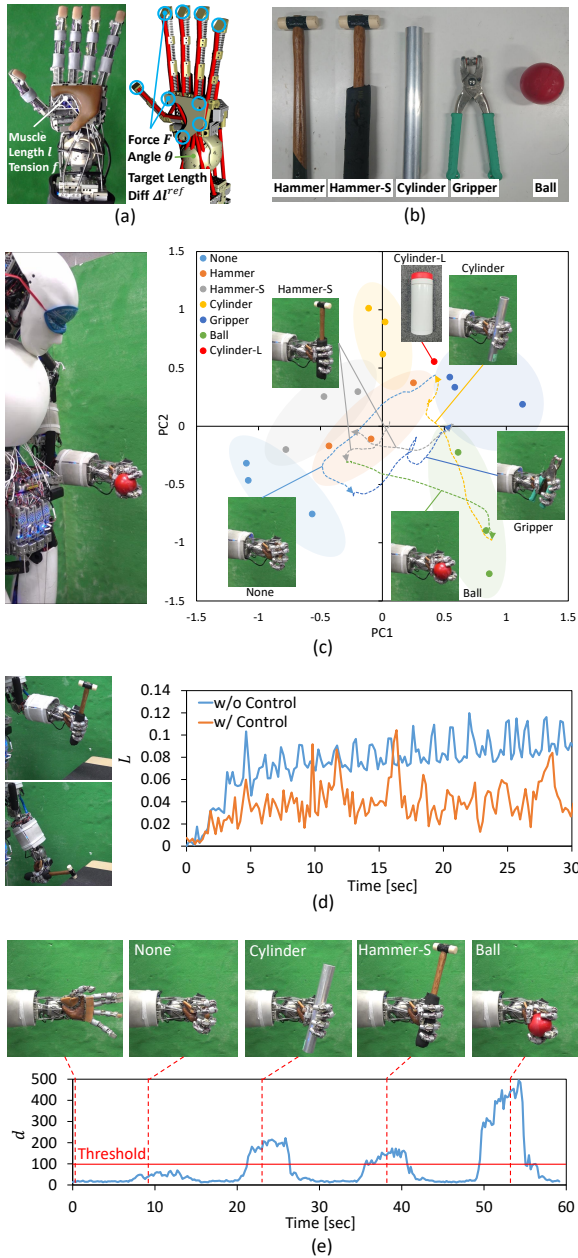 Muscle
Length l
Tension f
Force F
Angle θ
Target Length
Diff Δl^ref
(a)
Hammer
Hammer-S
Cylinder
Gripper
Ball
(b)
1.5
1
0.5
0
-0.5
-1
-1.5
PC2
None
Hammer
Hammer-S
Cylinder
Gripper
Ball
Cylinder-L
Hammer-S
Cylinder-L
Cylinder
None
Ball
Gripper
-1.5
-1
-0.5
0
0.5
1
1.5
PC1
(c)
0.14
0.12
0.1
0.08
0.06
0.04
0.02
0
L
w/o Control
w/ Control
0
5
10
15
20
25
30
Time [sec]
(d)
None
Cylinder
Hammer-S
Ball
500
400
300
200
100
0
d
Threshold
0
10
20
30
40
50
60
Time [sec]
(e)